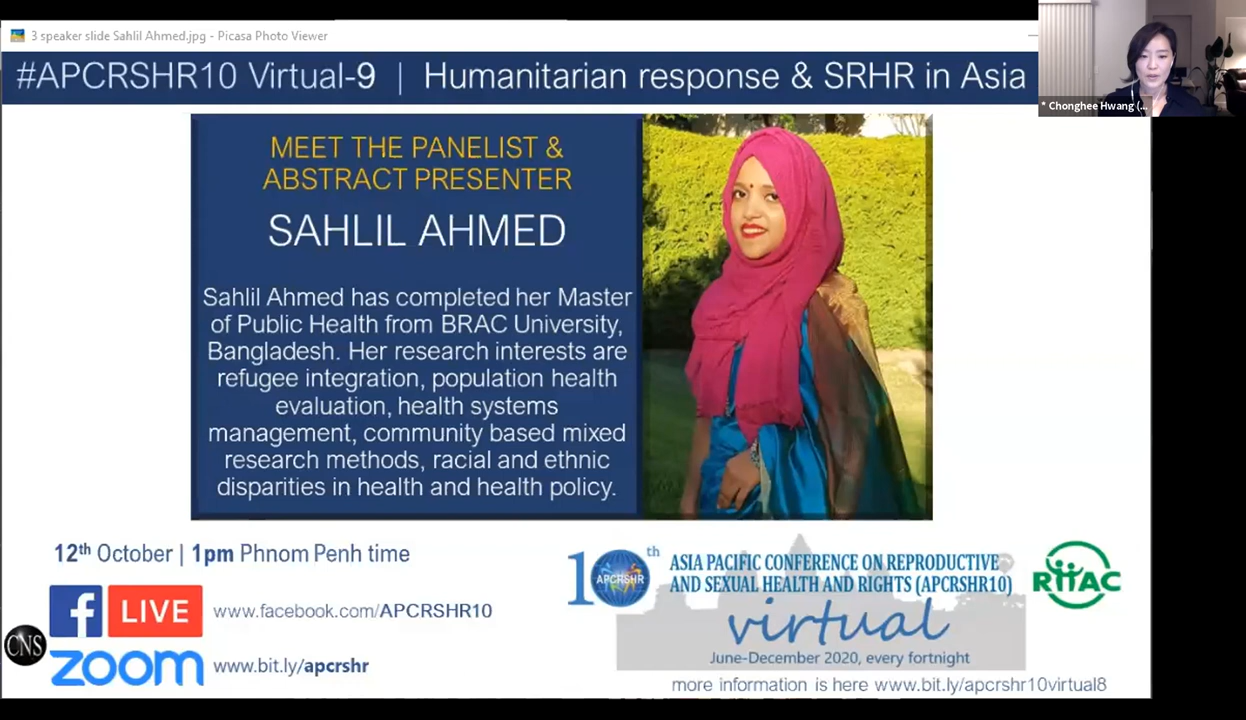 3 speaker slide Sahlil Ahmed.jpg - Picasa Photo Viewer
#APCRSHR10 Virtual-9 | Humanitarian response & SRHR in Asia
* Chonghee Hwang (...
MEET THE PANELIST &
ABSTRACT PRESENTER
SAHLIL AHMED
Sahlil Ahmed has completed her Master
of Public Health from BRAC University,
Bangladesh. Her research interests are
refugee integration, population health
evaluation, health systems
management, community based mixed
research methods, racial and ethnic
disparities in health and health policy.
12th October | 1pm Phnom Penh time
f LIVE www.facebook.com/APCRSHR10
CNS
zoom www.bit.ly/apcrshr
10th
APCRSHR
ASIA PACIFIC CONFERENCE ON REPRODUCTIVE
AND SEXUAL HEALTH AND RIGHTS (APCRSHR10)
virtual
June-December 2020, every fortnight
RHAC
more information is here www.bit.ly/apcrshr10virtual8